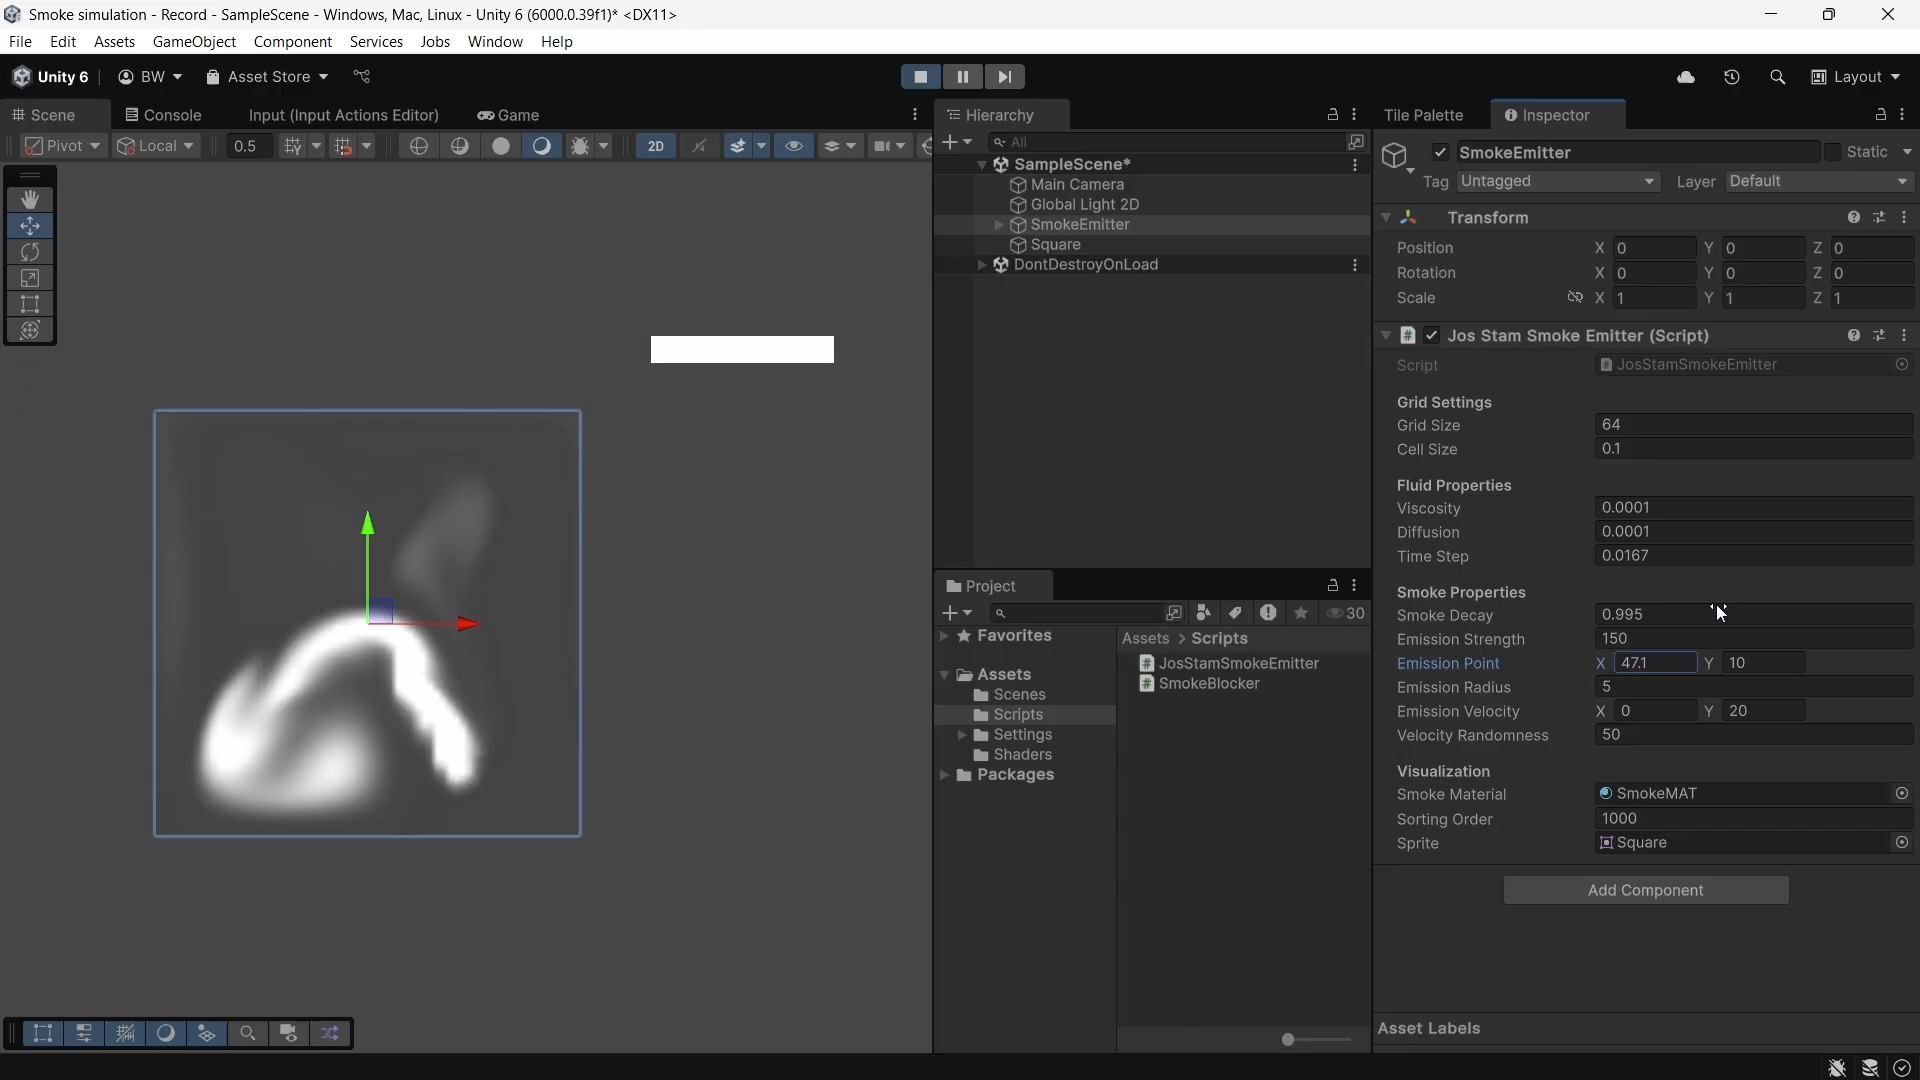 Smoke simulation - Record - SampleScene - Windows, Mac, Linux - Unity 6 (6000.0.39f1)* <DX11>
File Edit Assets GameObject Component Services Jobs Window Help
Unity 6 BW Asset Store Layout
Scene Console Input (Input Actions Editor) Game
Pivot Local 0.5 2D
Hierarchy
All
SampleScene*
Main Camera
Global Light 2D
SmokeEmitter
Square
DontDestroyOnLoad
Project
30
Favorites
Assets
Scenes
Scripts
Settings
Shaders
Packages
Assets > Scripts
JosStamSmokeEmitter
SmokeBlocker
Tile Palette Inspector
SmokeEmitter Static
Tag Untagged Layer Default
Transform
Position X 0 Y 0 Z 0
Rotation X 0 Y 0 Z 0
Scale X 1 Y 1 Z 1
Jos Stam Smoke Emitter (Script)
Script JosStamSmokeEmitter
Grid Settings
Grid Size 64
Cell Size 0.1
Fluid Properties
Viscosity 0.0001
Diffusion 0.0001
Time Step 0.0167
Smoke Properties
Smoke Decay 0.995
Emission Strength 150
Emission Point X 47.1 Y 10
Emission Radius 5
Emission Velocity X 0 Y 20
Velocity Randomness 50
Visualization
Smoke Material SmokeMAT
Sorting Order 1000
Sprite Square
Add Component
Asset Labels